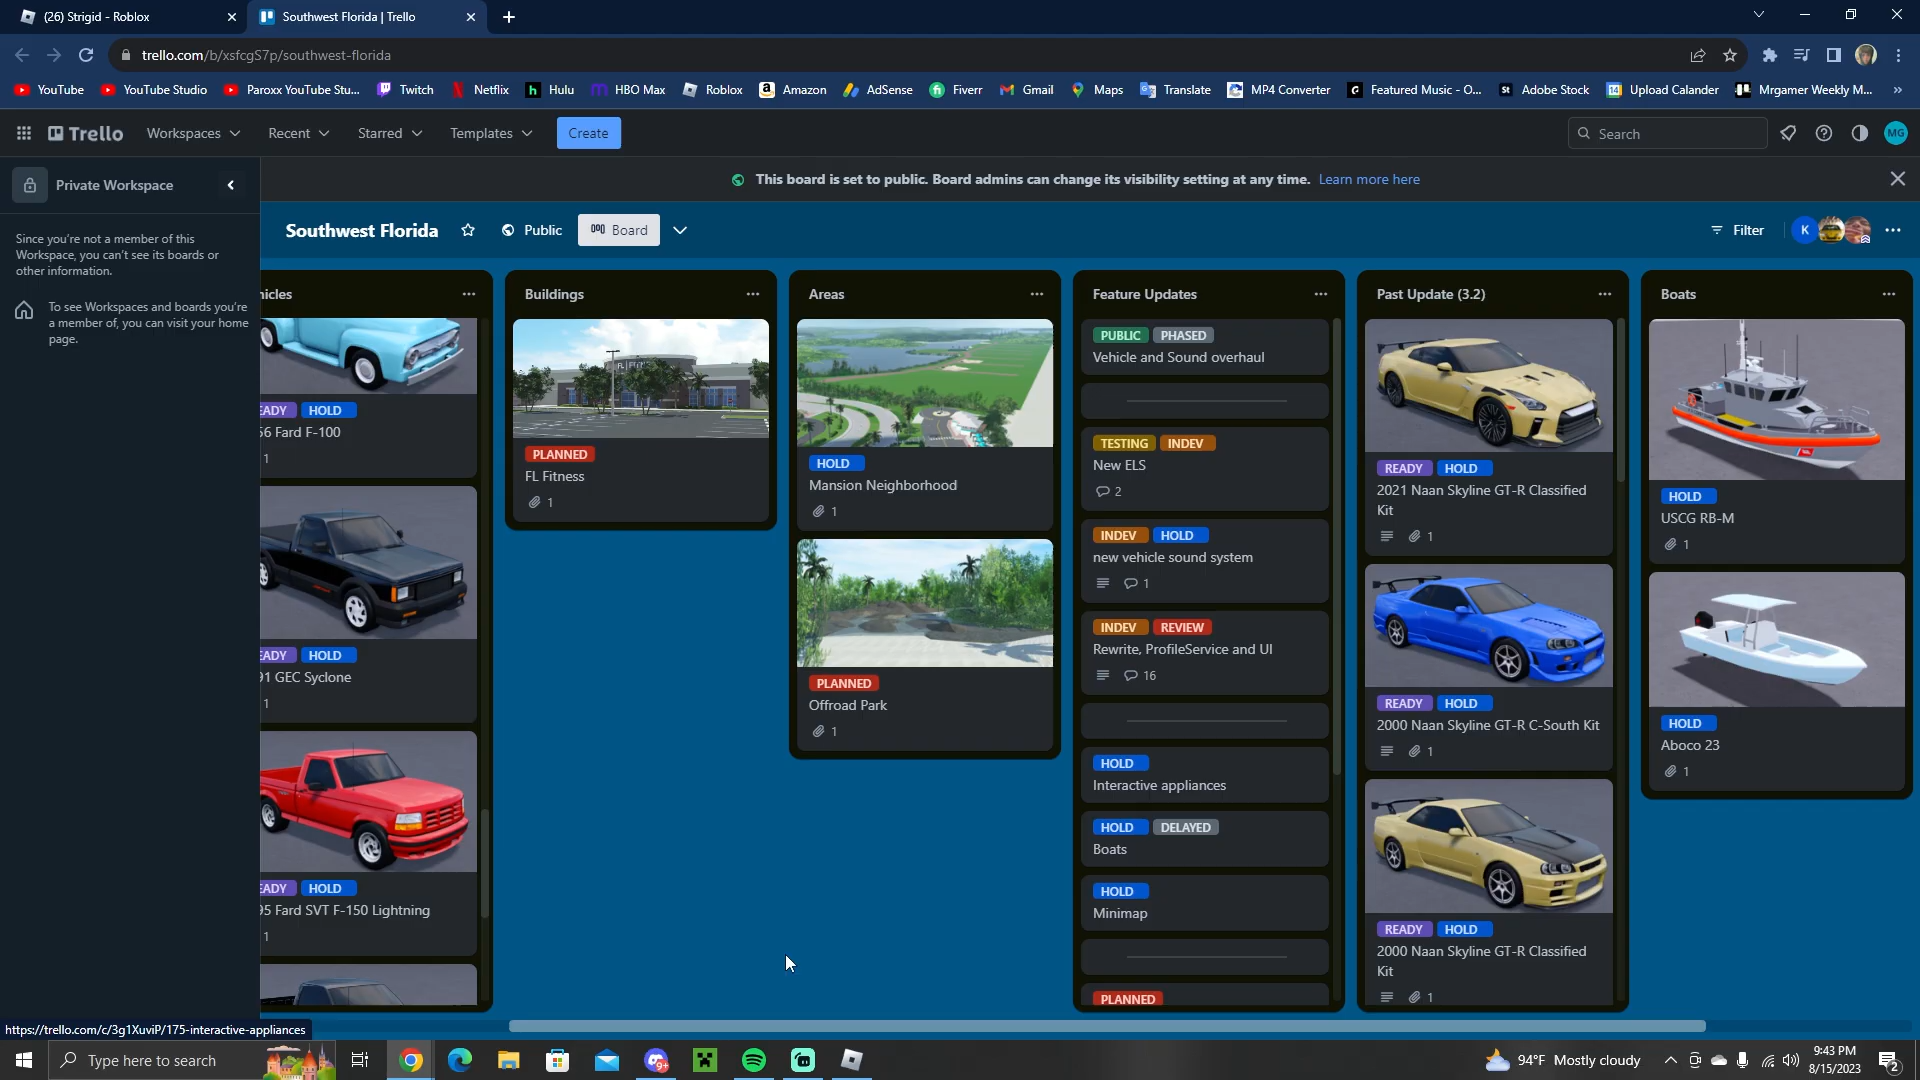 (26) Strigid - Roblox
Southwest Florida | Trello
trello.com/b/xsfcgS7p/southwest-florida
YouTube
YouTube Studio
Paroxx YouTube Stu...
Twitch
Netflix
Hulu
HBO Max
Roblox
Amazon
AdSense
Fiverr
Gmail
Maps
Translate
MP4 Converter
Featured Music - O...
Adobe Stock
Upload Calander
Mrgamer Weekly M...
Trello
Workspaces
Recent
Starred
Templates
Create
Search
MG
Private Workspace
This board is set to public. Board admins can change its visibility setting at any time. Learn more here
Since you're not a member of this
Workspace, you can't see its boards or
other information.
To see Workspaces and boards you're
a member of, you can visit your home
page.
Southwest Florida
Public
Board
Filter
K
hicles
EADY HOLD
56 Fard F-100
1
EADY HOLD
91 GEC Syclone
1
EADY HOLD
95 Fard SVT F-150 Lightning
1
Buildings
PLANNED
FL Fitness
1
Areas
HOLD
Mansion Neighborhood
1
PLANNED
Offroad Park
1
Feature Updates
PUBLIC PHASED
Vehicle and Sound overhaul
TESTING INDEV
New ELS
2
INDEV HOLD
new vehicle sound system
1
INDEV REVIEW
Rewrite, ProfileService and UI
16
HOLD
Interactive appliances
HOLD DELAYED
Boats
HOLD
Minimap
PLANNED
Past Update (3.2)
READY HOLD
2021 Naan Skyline GT-R Classified
Kit
1
READY HOLD
2000 Naan Skyline GT-R C-South Kit
1
READY HOLD
2000 Naan Skyline GT-R Classified
Kit
1
Boats
HOLD
USCG RB-M
1
HOLD
Aboco 23
1
https://trello.com/c/3g1XuviP/175-interactive-appliances
Type here to search
9+
94°F Mostly cloudy
9:43 PM
8/15/2023
2